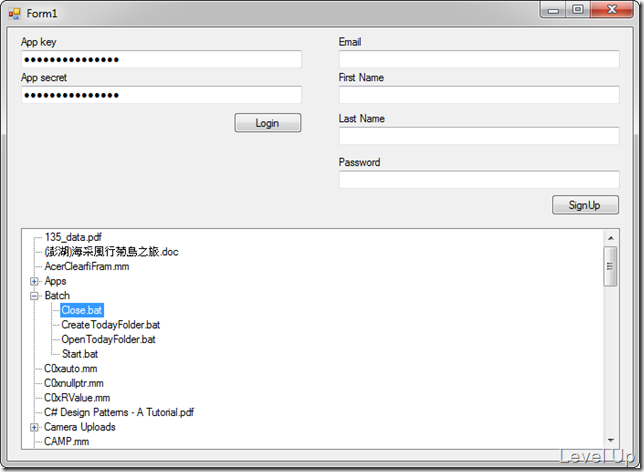 Form1
App key
●●●●●●●●●●●●●●●
App secret
●●●●●●●●●●●●●●●
Login
Email
First Name
Last Name
Password
SignUp
135_data.pdf
(澎湖)海采風行菊島之旅.doc
AcerClearfiFram.mm
Apps
Batch
Close.bat
CreateTodayFolder.bat
OpenTodayFolder.bat
Start.bat
C0xauto.mm
C0xnullptr.mm
C0xRValue.mm
C# Design Patterns - A Tutorial.pdf
Camera Uploads
CAMP.mm
Level Up